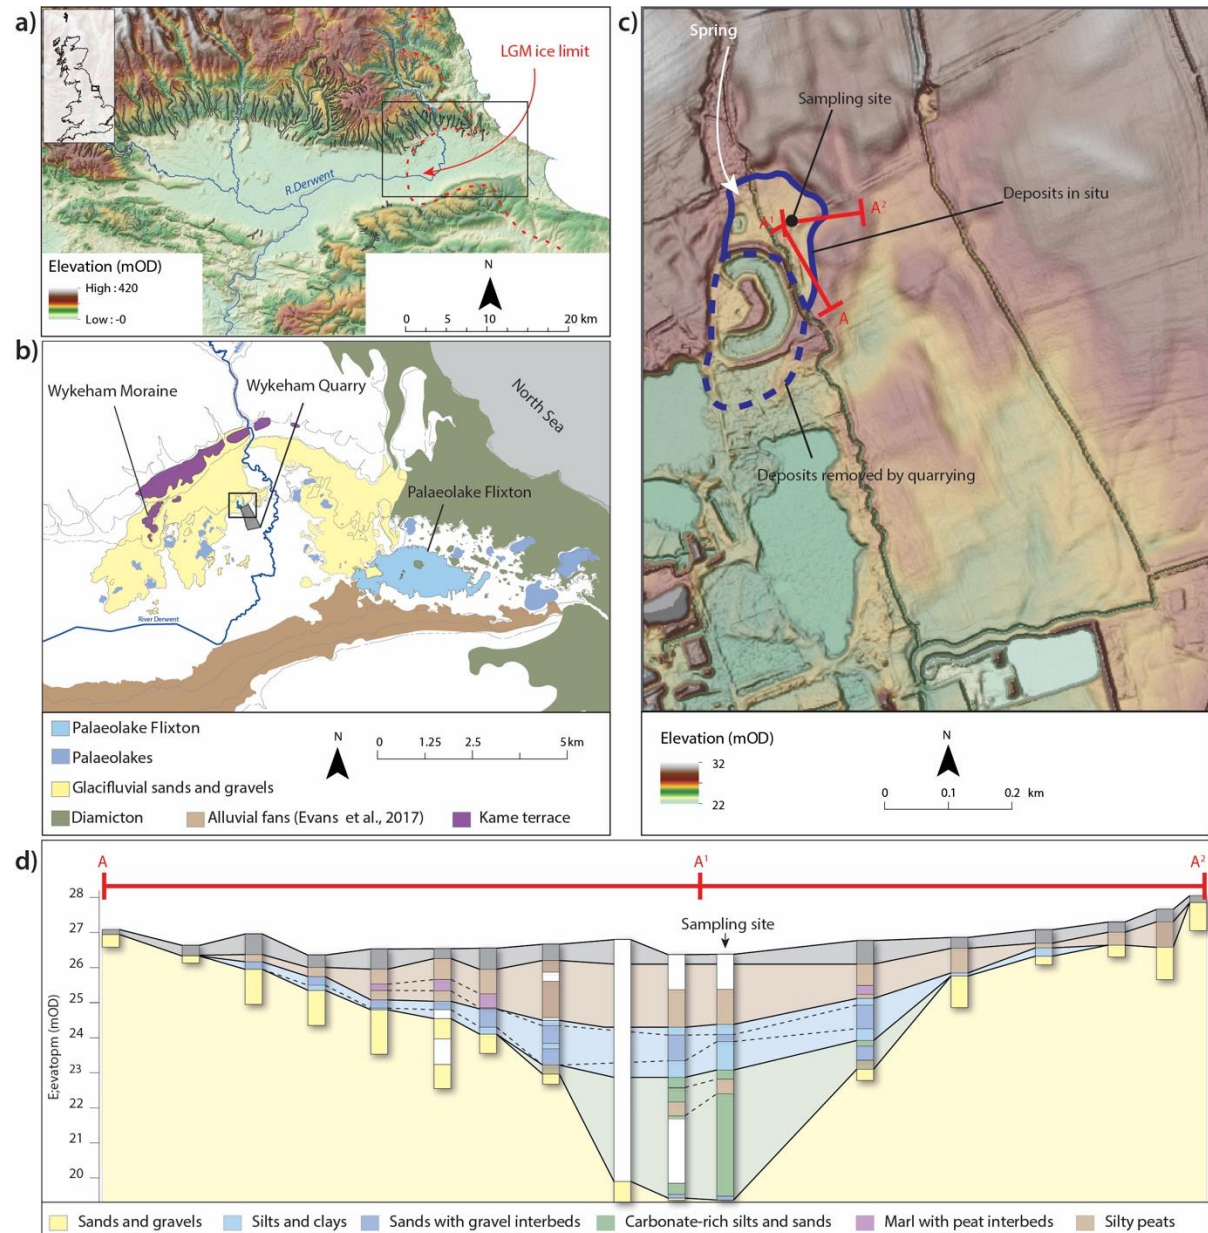 a)
LGM ice limit
R.Derwent
Elevation (mOD)
High : 420
Low : -0
N
0 5 10 20 km
b)
Wykeham Moraine
Wykeham Quarry
North Sea
Palaeolake Flixton
River Derwent
Palaeolake Flixton
Palaeolakes
Glacifluvial sands and gravels
Diamicton
Alluvial fans (Evans et al., 2017)
Kame terrace
N
0 1.25 2.5 5 km
c)
Spring
Sampling site
A¹
A²
Deposits in situ
A
Deposits removed by quarrying
Elevation (mOD)
32
22
N
0 0.1 0.2 km
d)
A
A¹
A²
Sampling site
E;evatopm (mOD)
28
27
26
25
24
23
22
21
20
Sands and gravels
Silts and clays
Sands with gravel interbeds
Carbonate-rich silts and sands
Marl with peat interbeds
Silty peats